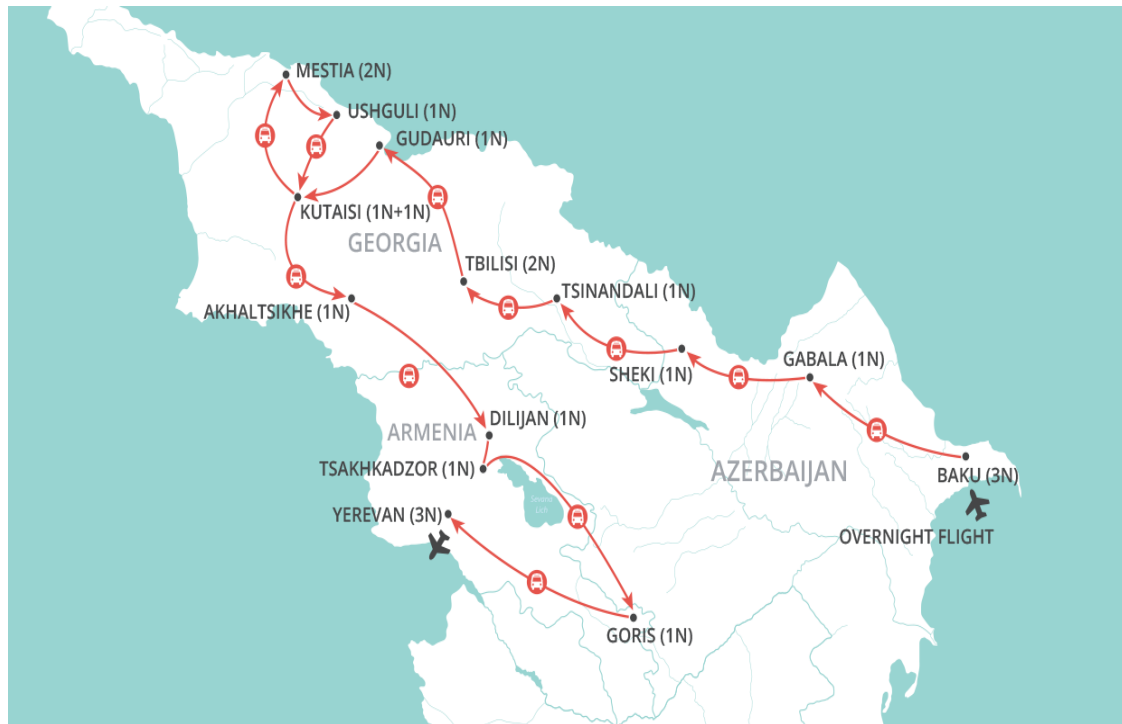 MESTIA (2N)
USHGULI (1N)
GUDAURI (1N)
KUTAISI (1N+1N)
GEORGIA
TBILISI (2N)
TSINANDALI (1N)
AKHALTSIKHE (1N)
SHEKI (1N)
GABALA (1N)
DILIJAN (1N)
ARMENIA
TSAKHKADZOR (1N)
AZERBAIJAN
BAKU (3N)
YEREVAN (3N)
OVERNIGHT FLIGHT
GORIS (1N)